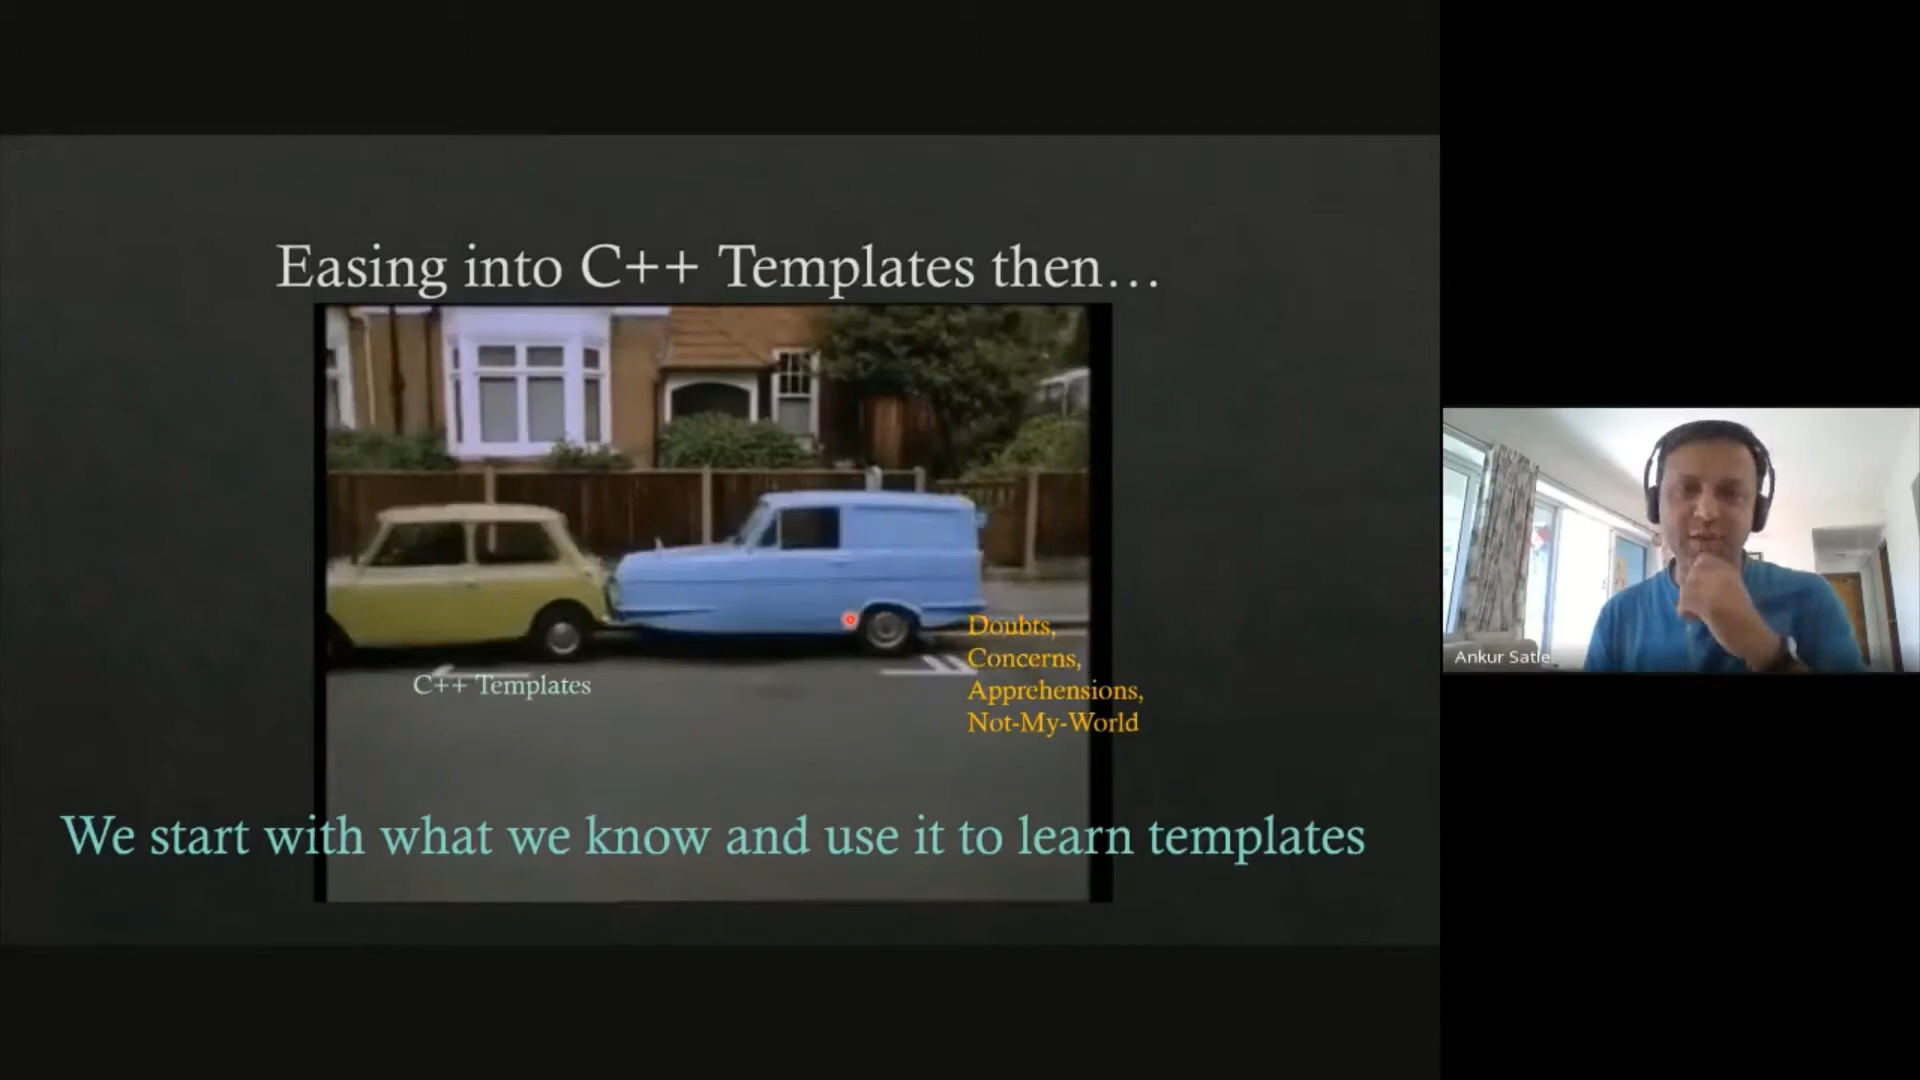 Easing into C++ Templates then…
C++ Templates
Doubts,
Concerns,
Apprehensions,
Not-My-World
We start with what we know and use it to learn templates
Ankur Satle